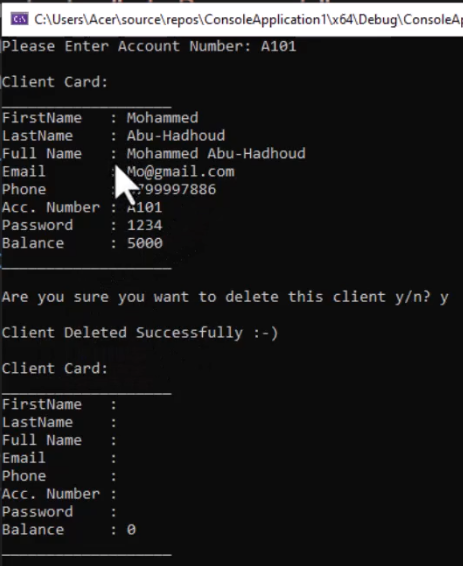 C:\Users\Acer\source\repos\ConsoleApplication1\x64\Debug\ConsoleAp
Please Enter Account Number: A101
Client Card:
___________________
FirstName   : Mohammed
LastName    : Abu-Hadhoud
Full Name   : Mohammed Abu-Hadhoud
Email       : Mo@gmail.com
Phone       : 799997886
Acc. Number : A101
Password    : 1234
Balance     : 5000
___________________
Are you sure you want to delete this client y/n? y
Client Deleted Successfully :-)
Client Card:
___________________
FirstName   :
LastName    :
Full Name   :
Email       :
Phone       :
Acc. Number :
Password    :
Balance     : 0
___________________